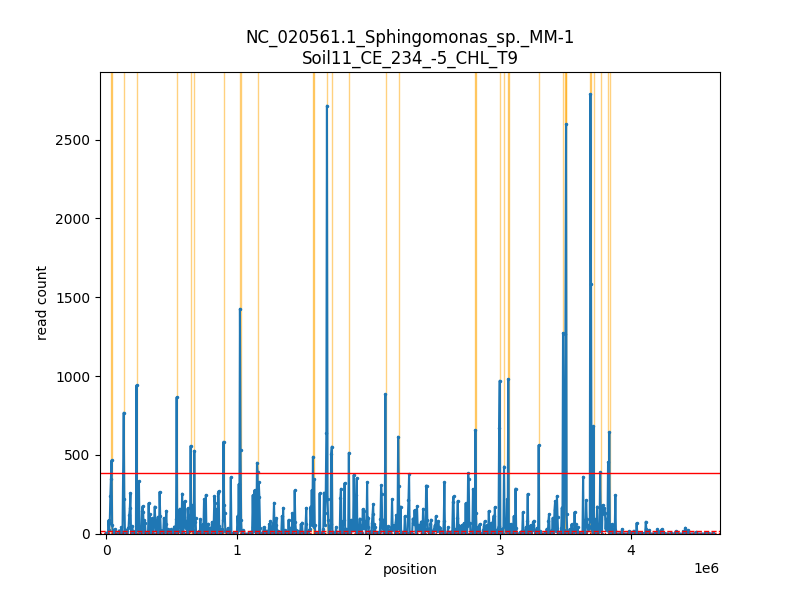 NC_020561.1_Sphingomonas_sp._MM-1
Soil11_CE_234_-5_CHL_T9
2500
2000
1500
1000
500
0
read count
0
1
2
3
4
1e6
position